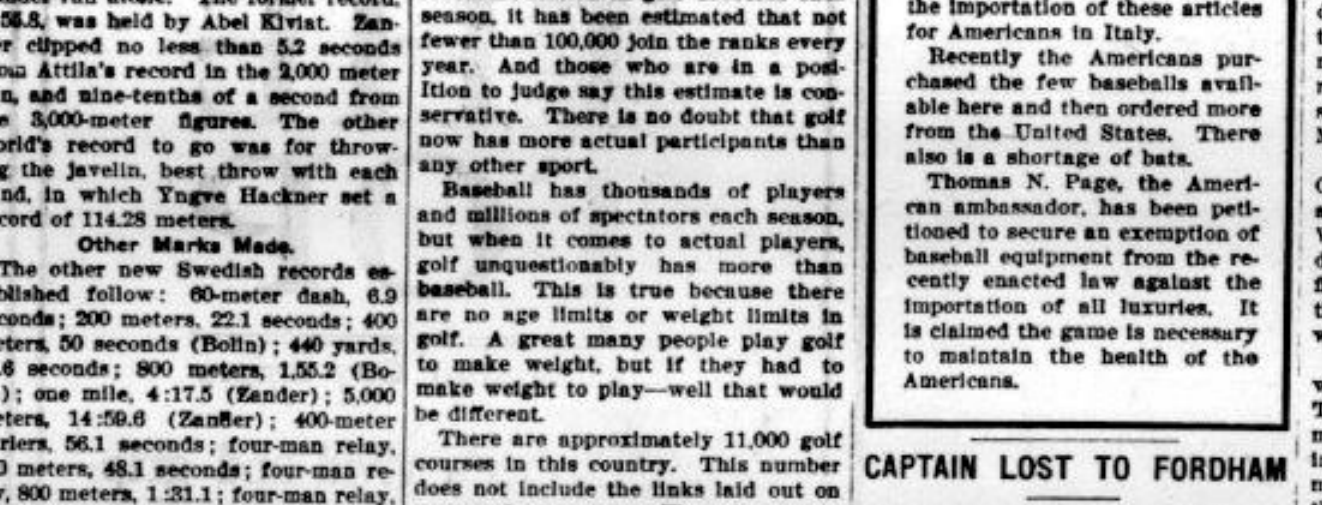 56.8, was held by Abel Kiviat. Zan-
r clipped no less than 5.2 seconds
Attila's record in the 2,000 meter
n, and nine-tenths of a second from
3,000-meter figures. The other
orld's record to go was for throw-
g the javelin, best throw with each
nd, in which Yngve Hackner set a
cord of 114.28 meters.
Other Marks Made.
The other new Swedish records es-
blished follow: 60-meter dash, 6.9
conds; 200 meters, 22.1 seconds; 400
ters, 50 seconds (Bolin); 440 yards,
.6 seconds; 800 meters, 1.55.2 (Bo-
); one mile, 4:17.5 (Zander); 5,000
eters, 14:59.6 (Zander); 400-meter
rlers, 56.1 seconds; four-man relay,
0 meters, 48.1 seconds; four-man re-
y, 800 meters, 1:31.1; four-man relay,
season, it has been estimated that not
fewer than 100,000 join the ranks every
year. And those who are in a posi-
ition to judge say this estimate is con-
servative. There is no doubt that golf
now has more actual participants than
any other sport.
Baseball has thousands of players
and millions of spectators each season,
but when it comes to actual players,
golf unquestionably has more than
baseball. This is true because there
are no age limits or weight limits in
golf. A great many people play golf
to make weight, but if they had to
make weight to play—well that would
be different.
There are approximately 11,000 golf
courses in this country. This number
does not include the links laid out on
the importation of these articles
for Americans in Italy.
Recently the Americans pur-
chased the few baseballs avail-
able here and then ordered more
from the United States. There
also is a shortage of bats.
Thomas N. Page, the Ameri-
can ambassador, has been peti-
tioned to secure an exemption of
baseball equipment from the re-
cently enacted law against the
importation of all luxuries. It
is claimed the game is necessary
to maintain the health of the
Americans.
CAPTAIN LOST TO FORDHAM